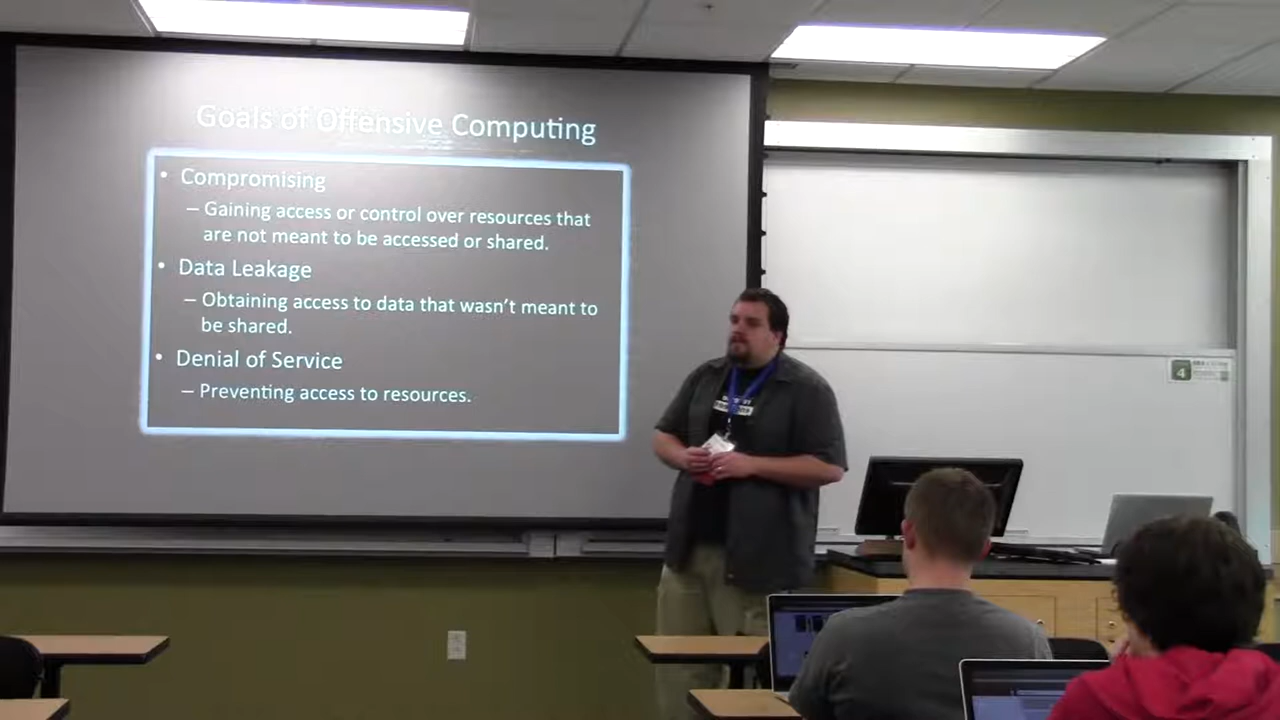 Goals of Offensive Computing
• Compromising
– Gaining access or control over resources that
are not meant to be accessed or shared.
• Data Leakage
– Obtaining access to data that wasn't meant to
be shared.
• Denial of Service
– Preventing access to resources.
4